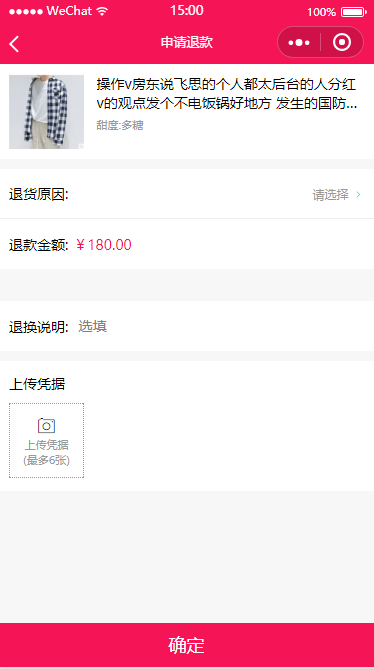 WeChat
15:00
100%
申请退款
操作v房东说飞思的个人都太后台的人分红
v的观点发个不电饭锅好地方 发生的国防...
甜度:多糖
退货原因:
请选择
退款金额: ¥ 180.00
退换说明: 选填
上传凭据
上传凭据
(最多6张)
确定